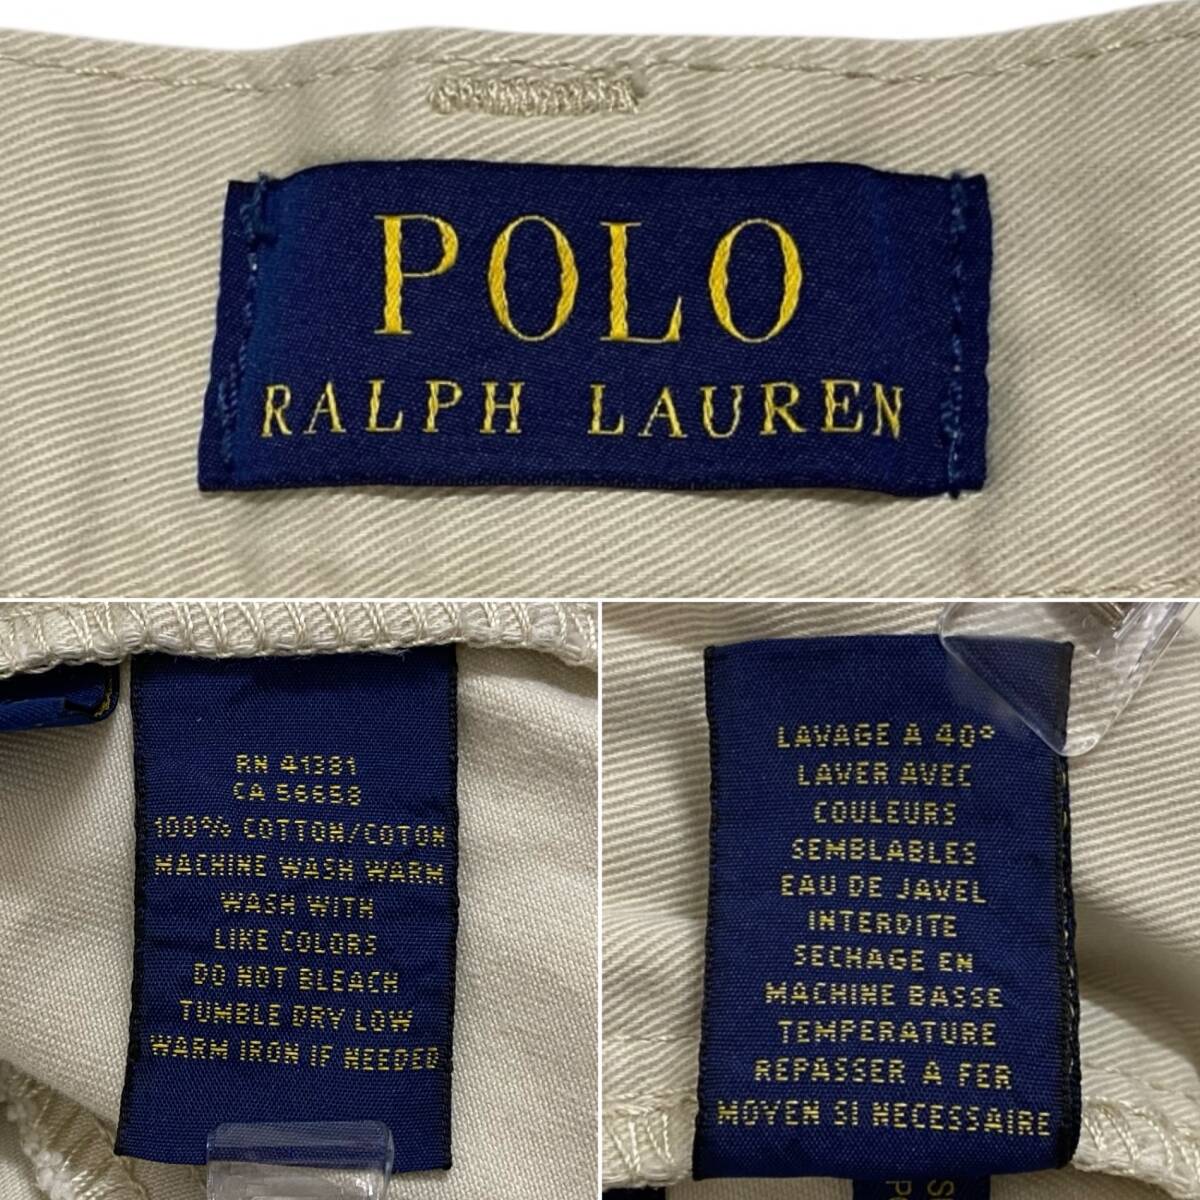 POLO
RALPH LAUREN
RN 41381
CA 56658
100% COTTON/COTON
MACHINE WASH WARM
WASH WITH
LIKE COLORS
DO NOT BLEACH
TUMBLE DRY LOW
WARM IRON IF NEEDED
LAVAGE A 40°
LAVER AVEC
COULEURS
SEMBLABLES
EAU DE JAVEL
INTERDITE
SECHAGE EN
MACHINE BASSE
TEMPERATURE
REPASSER A FER
MOYEN SI NECESSAIRE